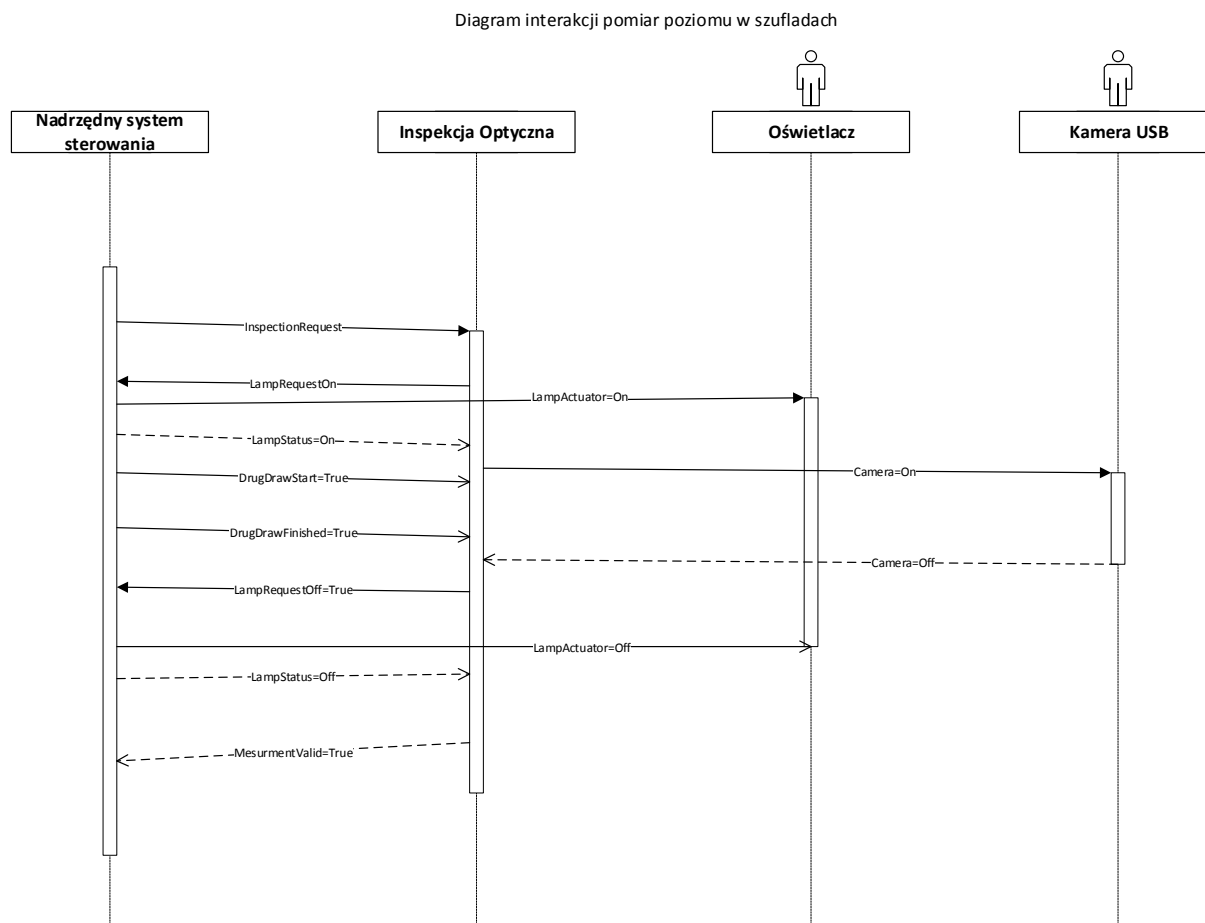 Diagram interakcji pomiar poziomu w szufladach
Nadrzędny system
sterowania
Inspekcja Optyczna
Oświetlacz
Kamera USB
InspectionRequest
LampRequestOn
LampActuator=On
LampStatus=On
Camera=On
DrugDrawStart=True
DrugDrawFinished=True
Camera=Off
LampRequestOff=True
LampActuator=Off
LampStatus=Off
MesurmentValid=True